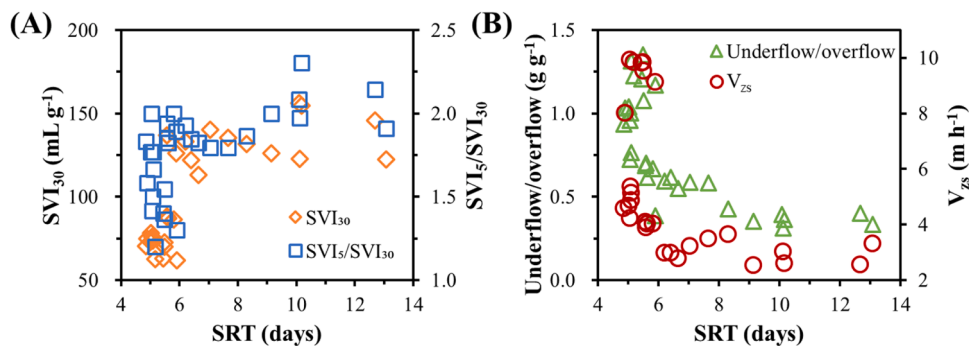 (A)
SVI₃₀ (mL g⁻¹)
200
150
100
50
2.5
2.0
1.5
1.0
SVI₅/SVI₃₀
SVI₃₀
SVI₅/SVI₃₀
4 6 8 10 12 14
SRT (days)
(B)
Underflow/overflow (g g⁻¹)
1.5
1.0
0.5
0.0
10
8
6
4
2
V_zs (m h⁻¹)
Underflow/overflow
V_zs
4 6 8 10 12 14
SRT (days)